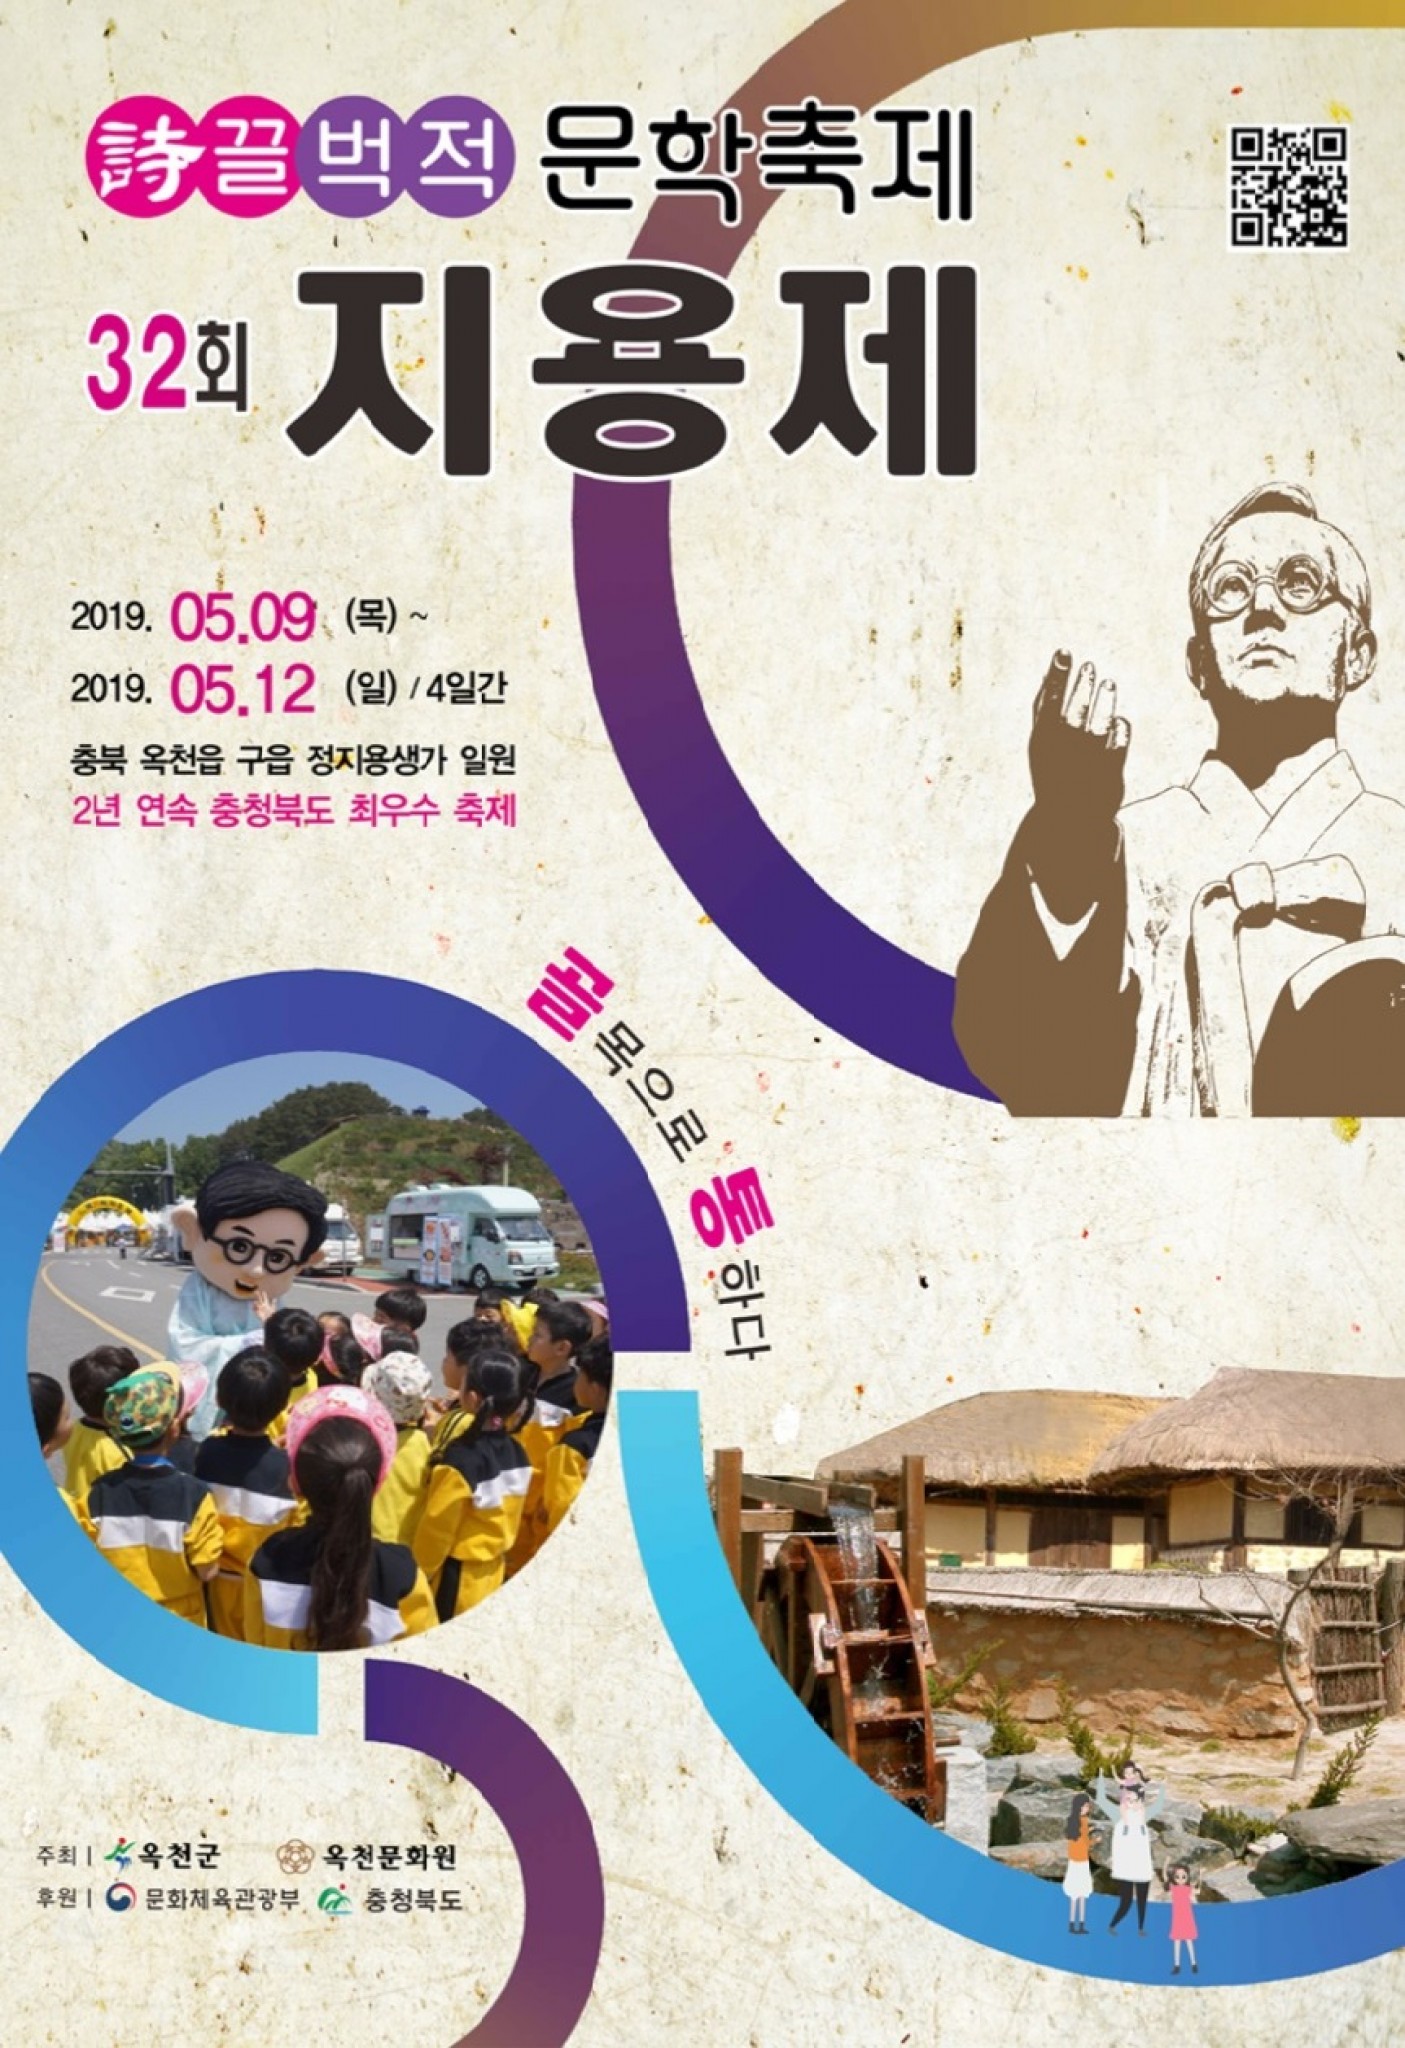 詩끌벅적 문학축제
32회 지용제
2019. 05.09 (목) ~
2019. 05.12 (일) / 4일간
충북 옥천읍 구읍 정지용생가 일원
2년 연속 충청북도 최우수 축제
골목으로 통하다
주최 | 옥천군 옥천문화원
후원 | 문화체육관광부 충청북도